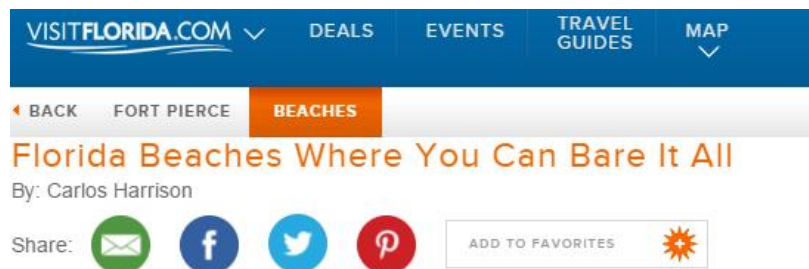 VISITFLORIDA.COM DEALS EVENTS TRAVEL GUIDES MAP
BACK FORT PIERCE BEACHES
Florida Beaches Where You Can Bare It All
By: Carlos Harrison
Share: f ADD TO FAVORITES